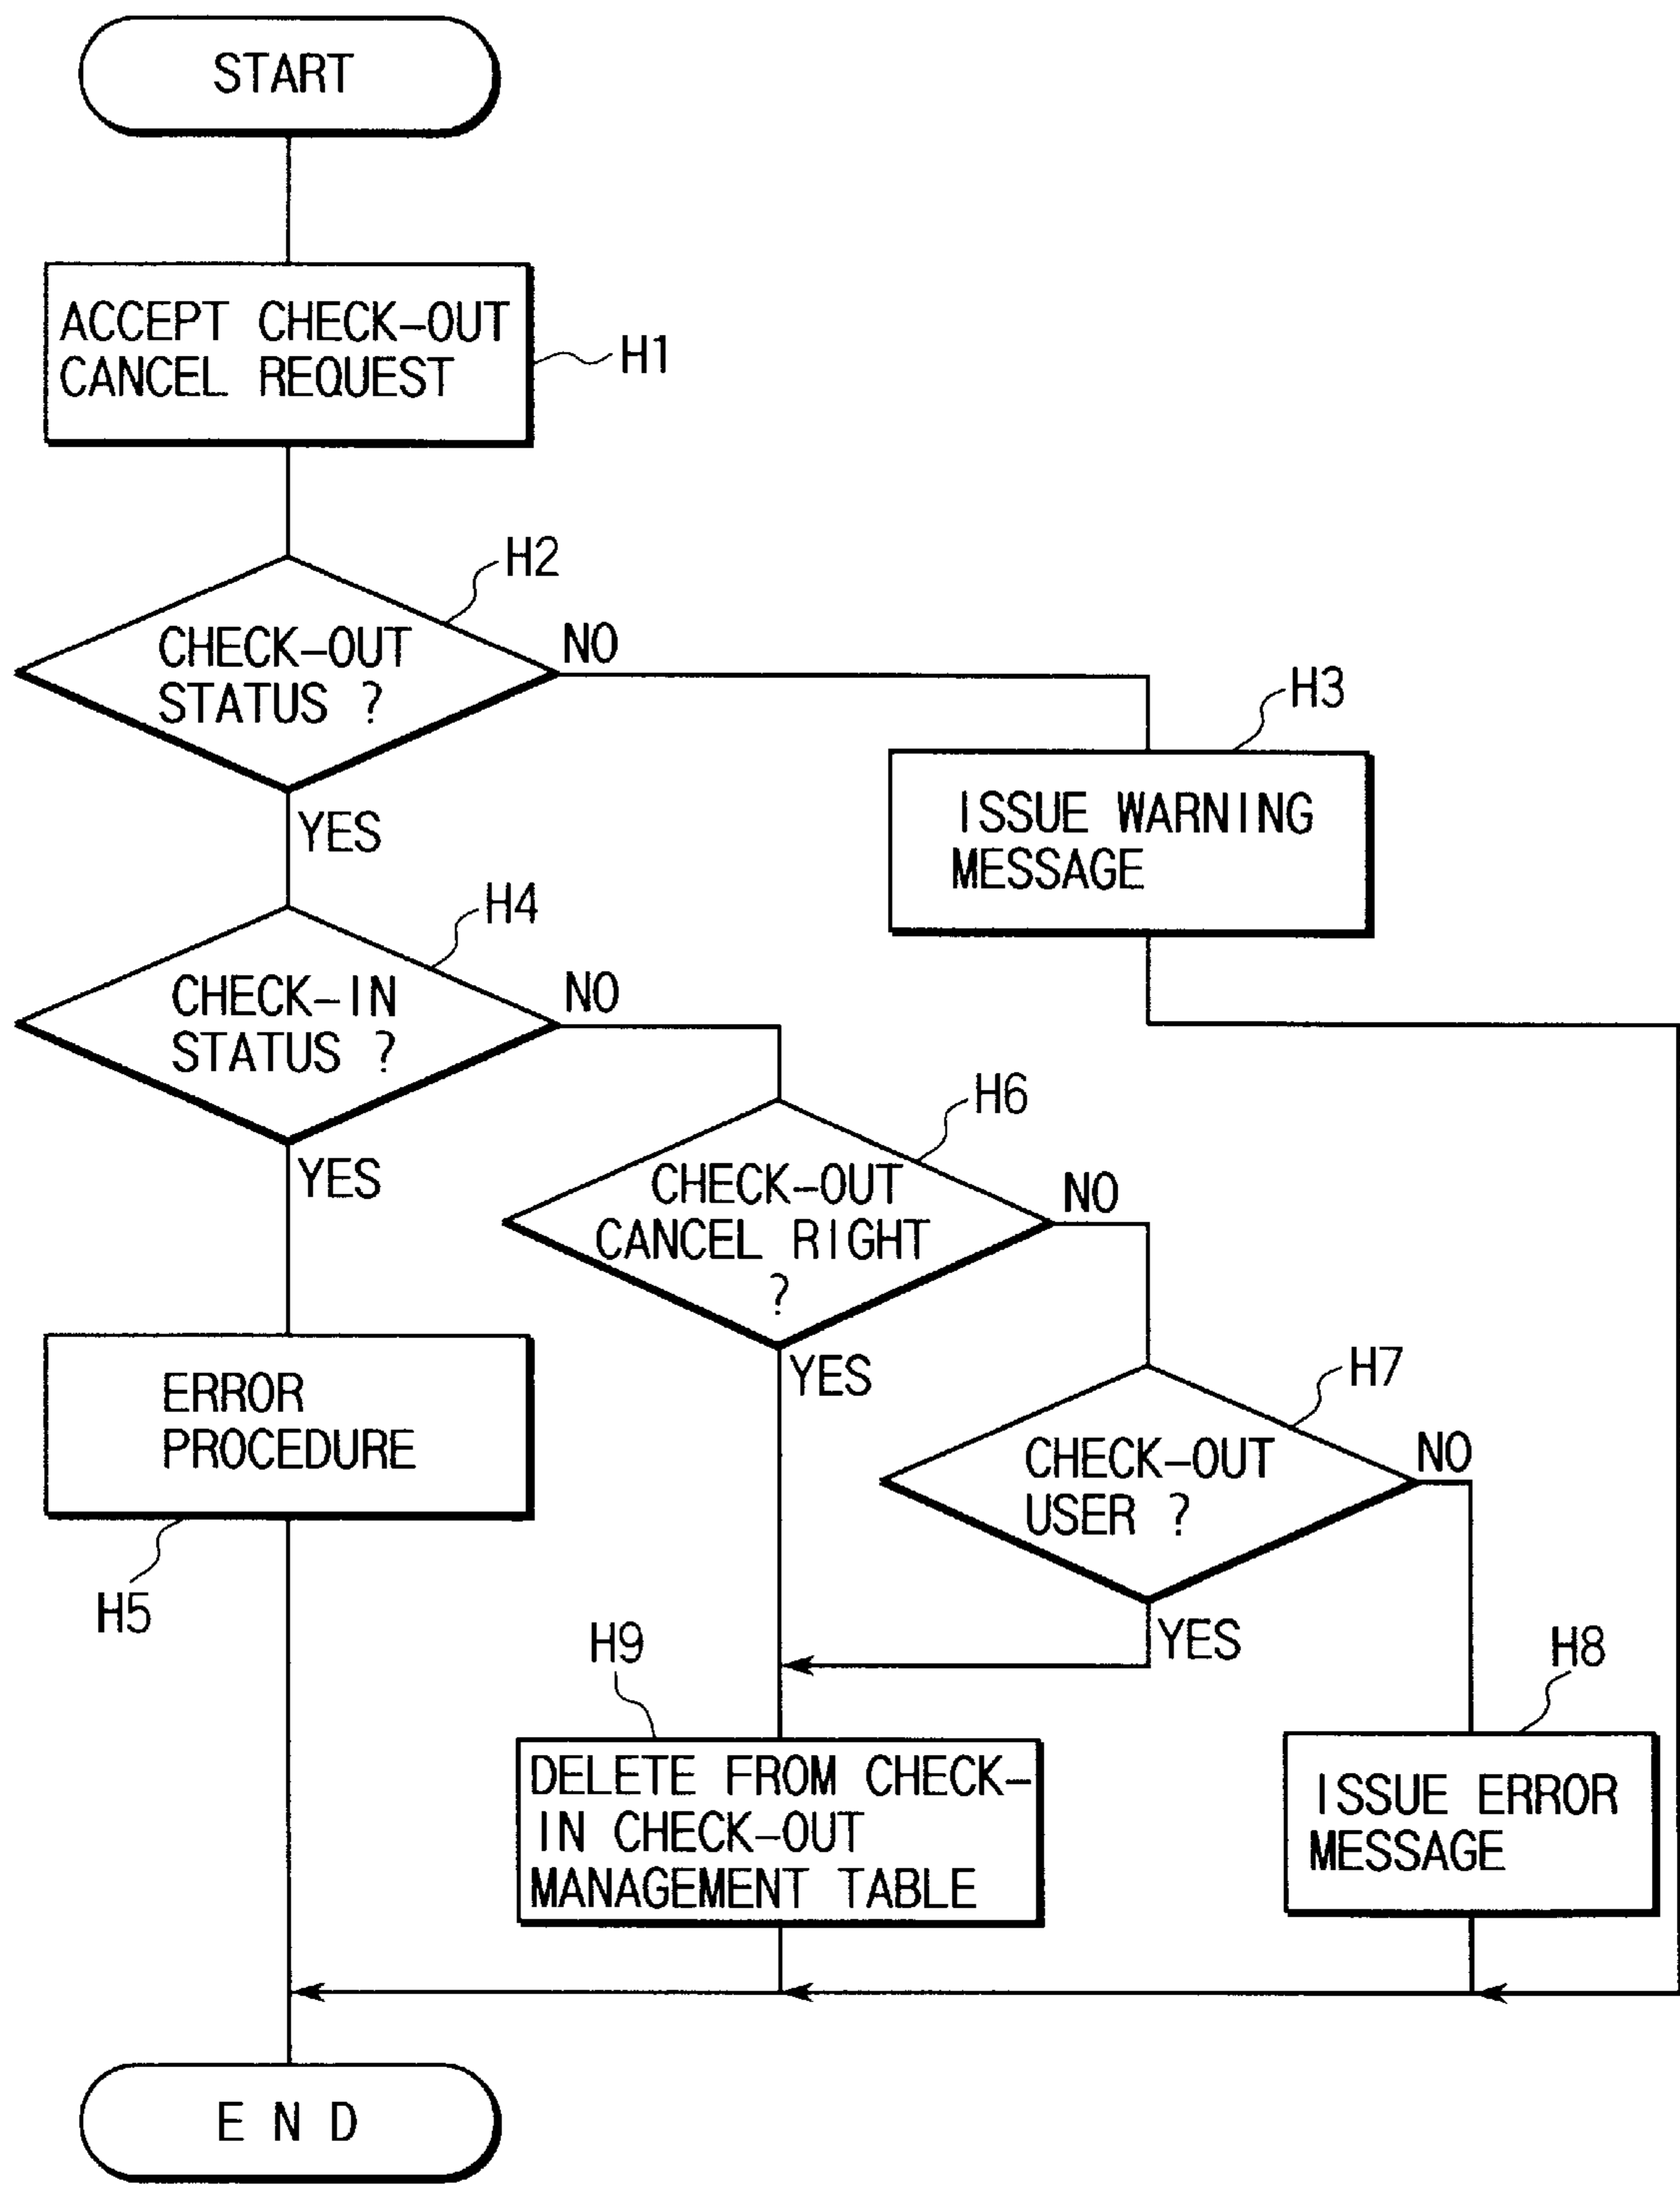 START
ACCEPT CHECK-OUT
CANCEL REQUEST
H1
H2
CHECK-OUT
STATUS ?
NO
YES
H3
ISSUE WARNING
MESSAGE
H4
CHECK-IN
STATUS ?
NO
YES
H6
CHECK-OUT
CANCEL RIGHT
?
NO
YES
ERROR
PROCEDURE
H5
H7
CHECK-OUT
USER ?
NO
YES
H9
DELETE FROM CHECK-
IN CHECK-OUT
MANAGEMENT TABLE
H8
ISSUE ERROR
MESSAGE
E N D